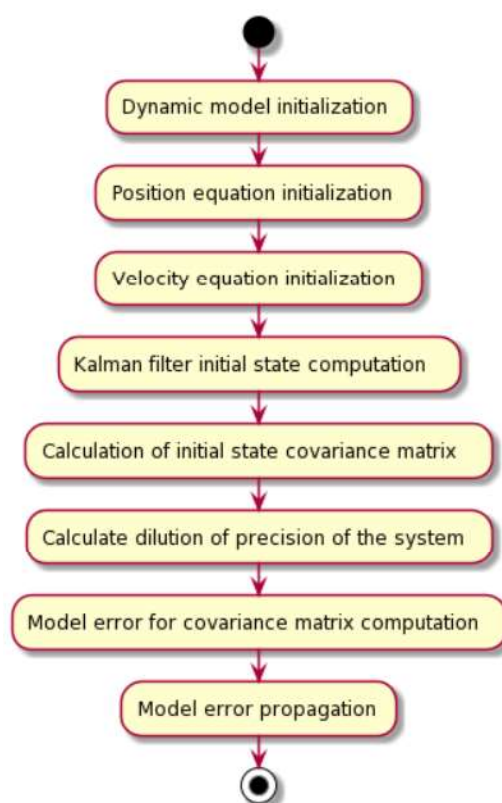 Dynamic model initialization
Position equation initialization
Velocity equation initialization
Kalman filter initial state computation
Calculation of initial state covariance matrix
Calculate dilution of precision of the system
Model error for covariance matrix computation
Model error propagation